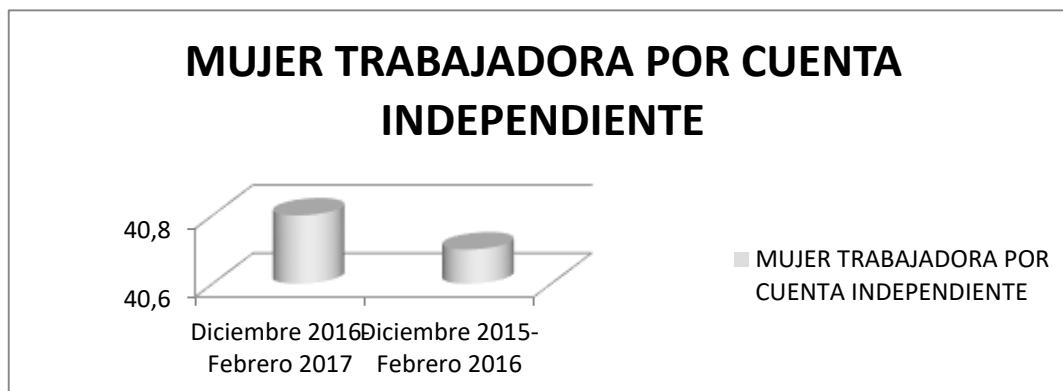 MUJER TRABAJADORA POR CUENTA
INDEPENDIENTE
40,8
40,6
Diciembre 2016-
Febrero 2017
Diciembre 2015-
Febrero 2016
MUJER TRABAJADORA POR
CUENTA INDEPENDIENTE